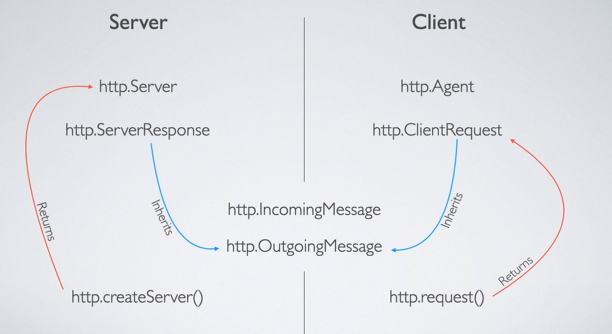 Server
Client
http.Server
http.Agent
http.ServerResponse
http.ClientRequest
Returns
Inherits
http.IncomingMessage
http.OutgoingMessage
Inherits
Returns
http.createServer()
http.request()